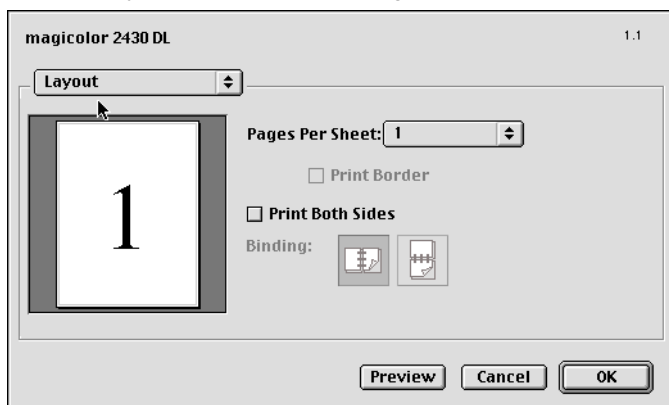 magicolor 2430 DL 1.1
Layout
1
Pages Per Sheet: 1
Print Border
Print Both Sides
Binding:
Preview Cancel OK